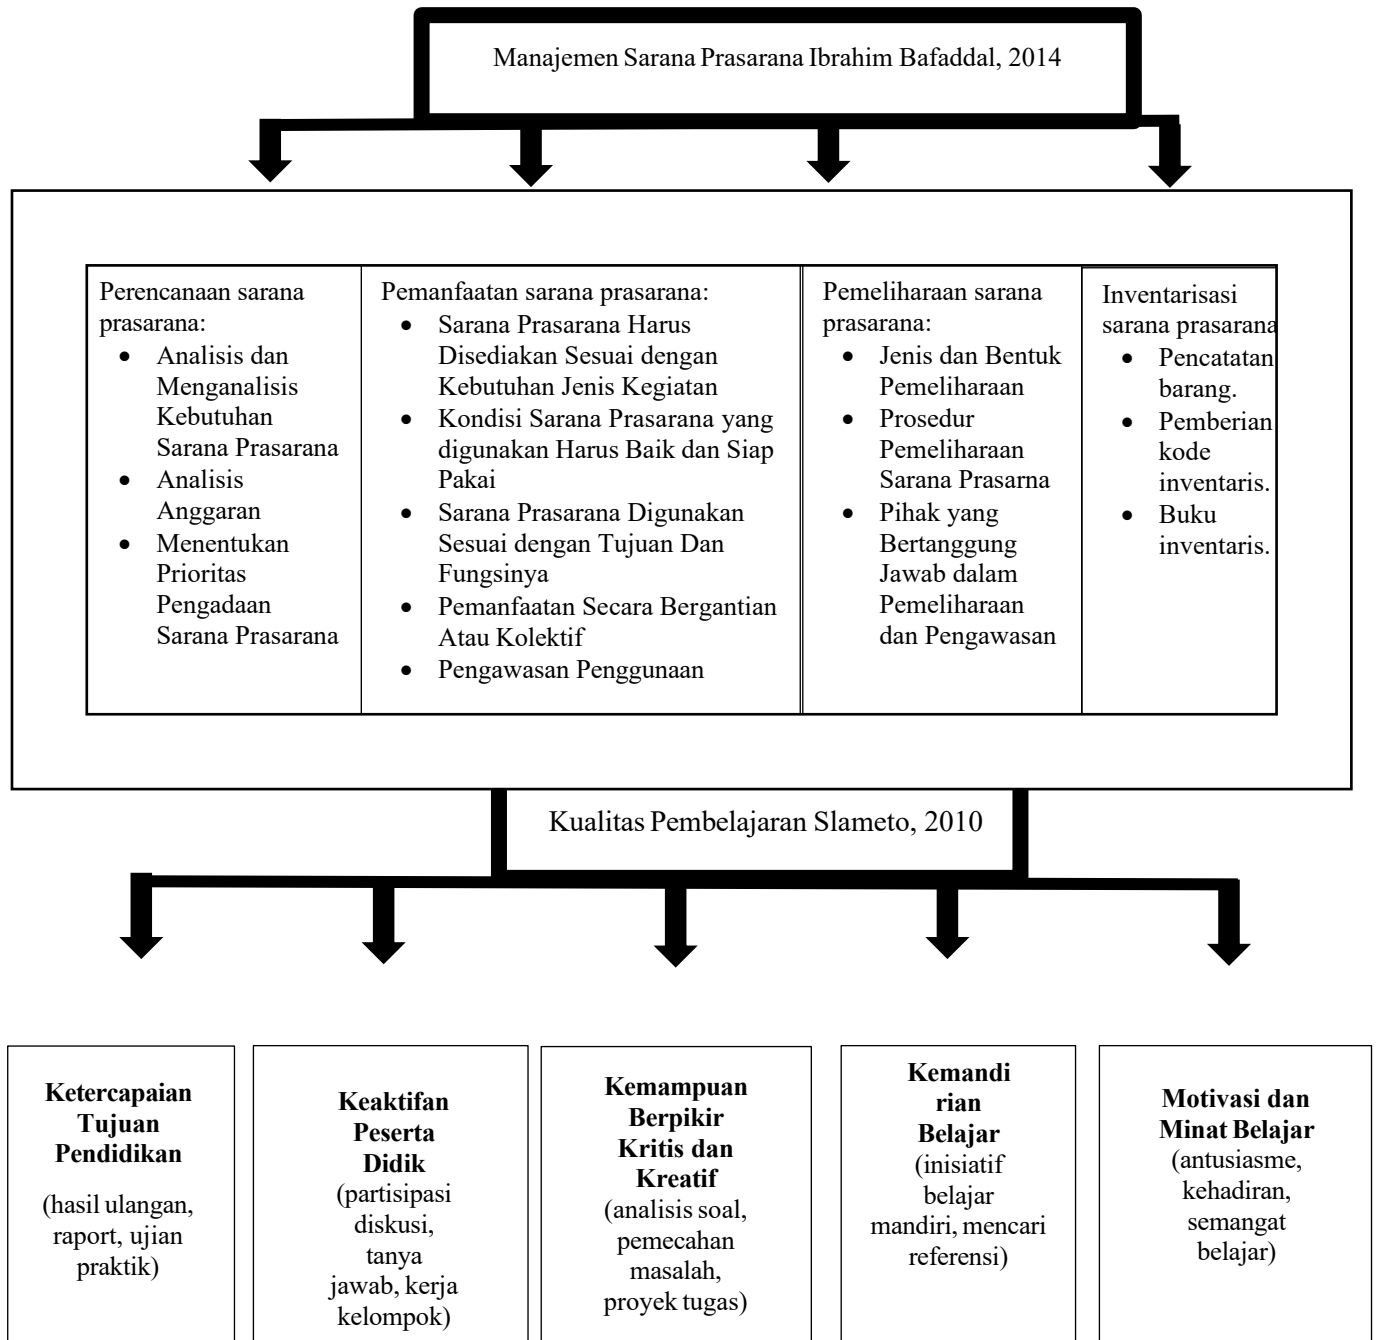 Manajemen Sarana Prasarana Ibrahim Bafaddal, 2014
Perencanaan sarana
prasarana:
• Analisis dan
Menganalisis
Kebutuhan
Sarana Prasarana
• Analisis
Anggaran
• Menentukan
Prioritas
Pengadaan
Sarana Prasarana
Pemanfaatan sarana prasarana:
• Sarana Prasarana Harus
Disediakan Sesuai dengan
Kebutuhan Jenis Kegiatan
• Kondisi Sarana Prasarana yang
digunakan Harus Baik dan Siap
Pakai
• Sarana Prasarana Digunakan
Sesuai dengan Tujuan Dan
Fungsinya
• Pemanfaatan Secara Bergantian
Atau Kolektif
• Pengawasan Penggunaan
Pemeliharaan sarana
prasarana:
• Jenis dan Bentuk
Pemeliharaan
• Prosedur
Pemeliharaan
Sarana Prasarna
• Pihak yang
Bertanggung
Jawab dalam
Pemeliharaan
dan Pengawasan
Inventarisasi
sarana prasarana
• Pencatatan
barang.
• Pemberian
kode
inventaris.
• Buku
inventaris.
Kualitas Pembelajaran Slameto, 2010
Ketercapaian
Tujuan
Pendidikan
(hasil ulangan,
raport, ujian
praktik)
Keaktifan
Peserta
Didik
(partisipasi
diskusi,
tanya
jawab, kerja
kelompok)
Kemampuan
Berpikir
Kritis dan
Kreatif
(analisis soal,
pemecahan
masalah,
proyek tugas)
Kemandi
rian
Belajar
(inisiatif
belajar
mandiri, mencari
referensi)
Motivasi dan
Minat Belajar
(antusiasme,
kehadiran,
semangat
belajar)